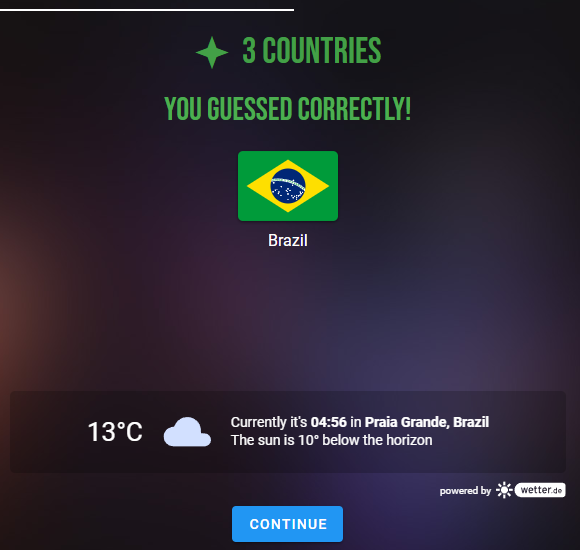 3 COUNTRIES
YOU GUESSED CORRECTLY!
Brazil
13°C
Currently it's 04:56 in Praia Grande, Brazil
The sun is 10° below the horizon
powered by wetter.de
CONTINUE